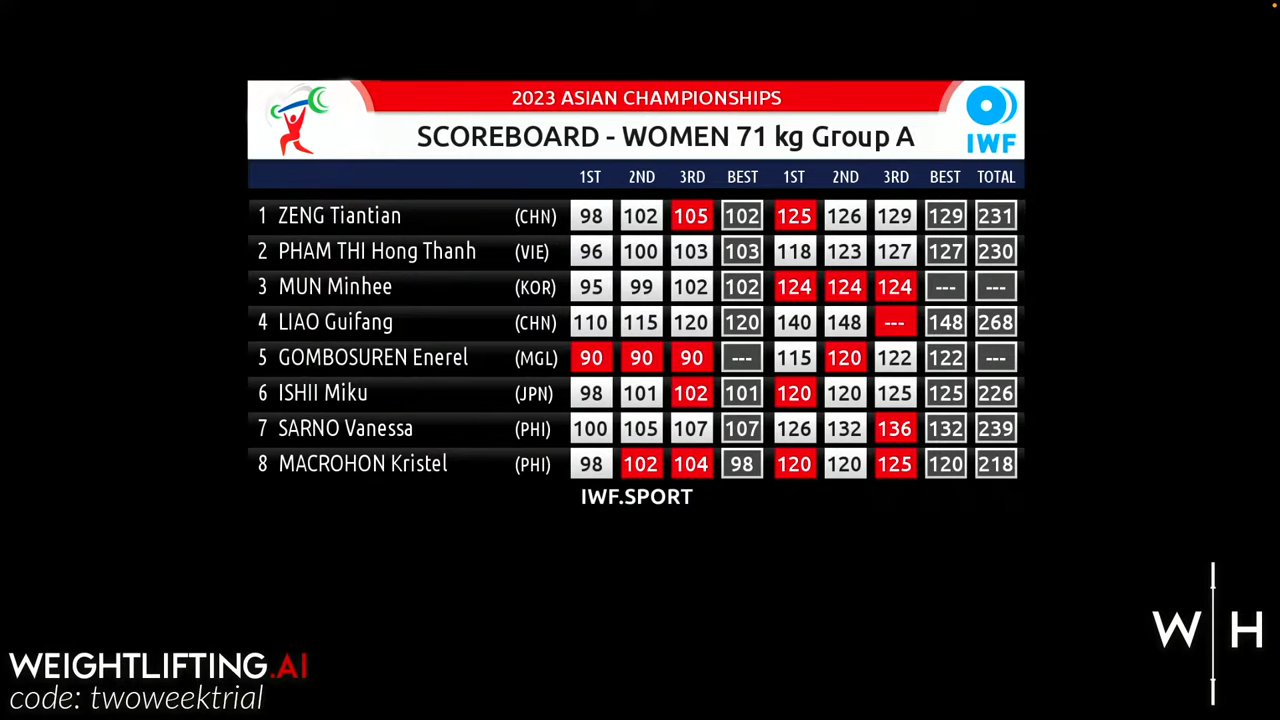 2023 ASIAN CHAMPIONSHIPS
SCOREBOARD - WOMEN 71 kg Group A
IWF
1ST 2ND 3RD BEST 1ST 2ND 3RD BEST TOTAL
1 ZENG Tiantian (CHN) 98 102 105 102 125 126 129 129 231
2 PHAM THI Hong Thanh (VIE) 96 100 103 103 118 123 127 127 230
3 MUN Minhee (KOR) 95 99 102 102 124 124 124 --- ---
4 LIAO Guifang (CHN) 110 115 120 120 140 148 --- 148 268
5 GOMBOSUREN Enerel (MGL) 90 90 90 --- 115 120 122 122 ---
6 ISHII Miku (JPN) 98 101 102 101 120 120 125 125 226
7 SARNO Vanessa (PHI) 100 105 107 107 126 132 136 132 239
8 MACROHON Kristel (PHI) 98 102 104 98 120 120 125 120 218
IWF.SPORT
W H
WEIGHTLIFTING.AI
code: twoweektrial